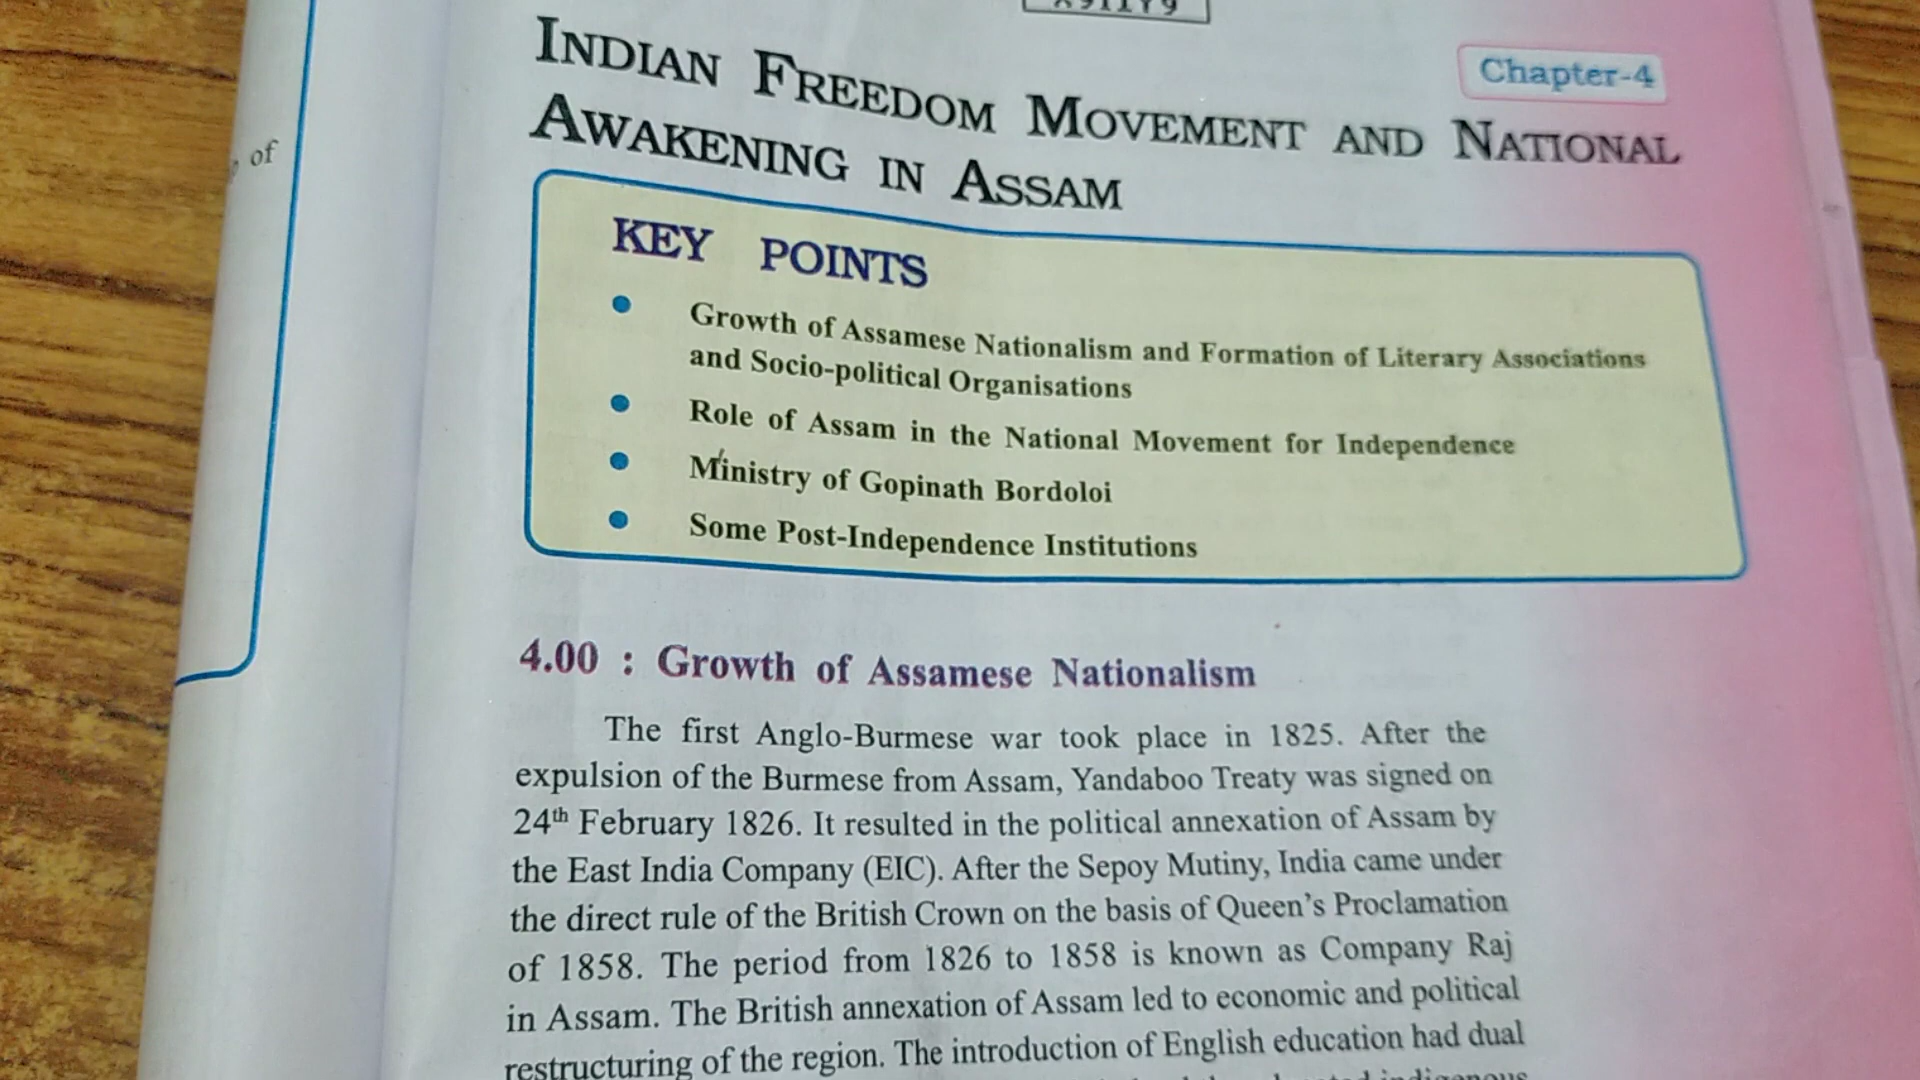 of
Chapter-4
INDIAN FREEDOM MOVEMENT AND NATIONAL
AWAKENING IN ASSAM
KEY POINTS
• Growth of Assamese Nationalism and Formation of Literary Associations
and Socio-political Organisations
• Role of Assam in the National Movement for Independence
• Ministry of Gopinath Bordoloi
• Some Post-Independence Institutions
4.00 : Growth of Assamese Nationalism
The first Anglo-Burmese war took place in 1825. After the
expulsion of the Burmese from Assam, Yandaboo Treaty was signed on
24th February 1826. It resulted in the political annexation of Assam by
the East India Company (EIC). After the Sepoy Mutiny, India came under
the direct rule of the British Crown on the basis of Queen's Proclamation
of 1858. The period from 1826 to 1858 is known as Company Raj
in Assam. The British annexation of Assam led to economic and political
restructuring of the region. The introduction of English education had dual